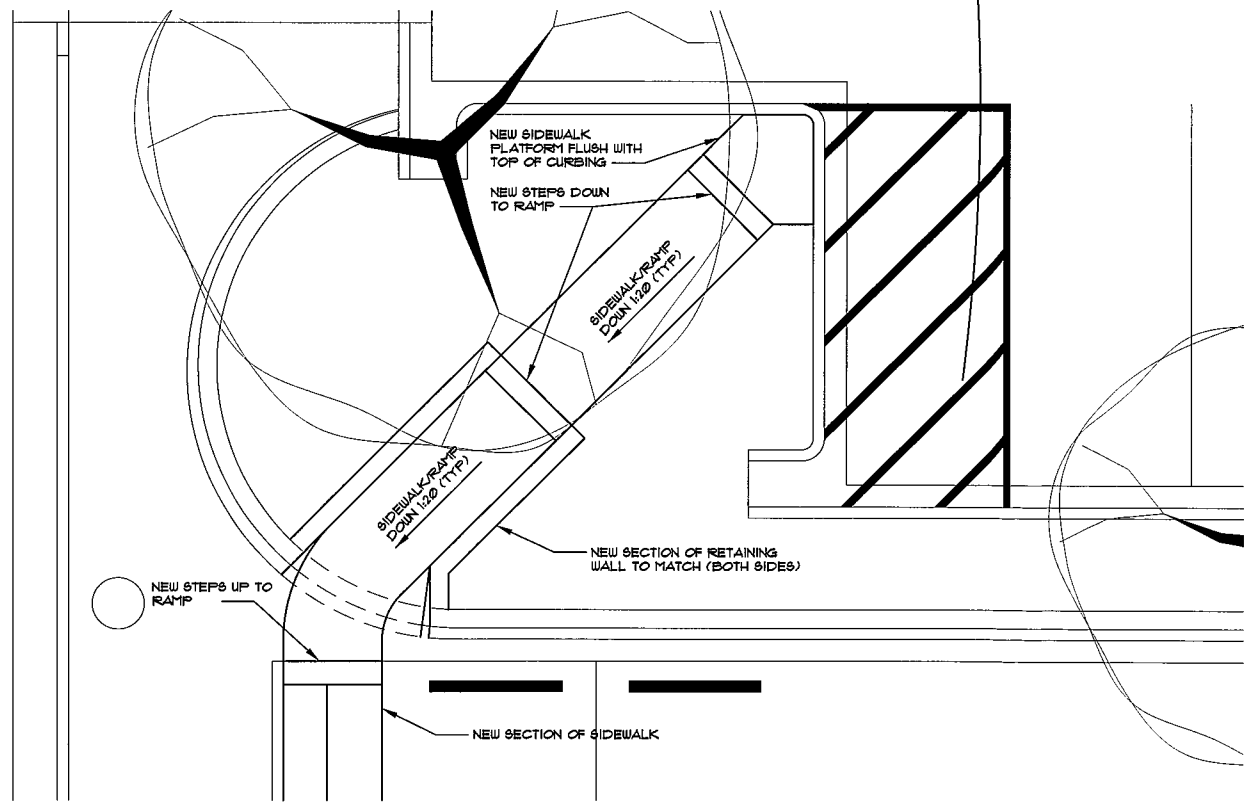 NEW SIDEWALK
PLATFORM FLUSH WITH
TOP OF CURBING
NEW STEPS DOWN
TO RAMP
SIDEWALK/RAMP
DOWN 1:20 (TYP)
SIDEWALK/RAMP
DOWN 1:20 (TYP)
NEW SECTION OF RETAINING
WALL TO MATCH (BOTH SIDES)
NEW STEPS UP TO
RAMP
NEW SECTION OF SIDEWALK